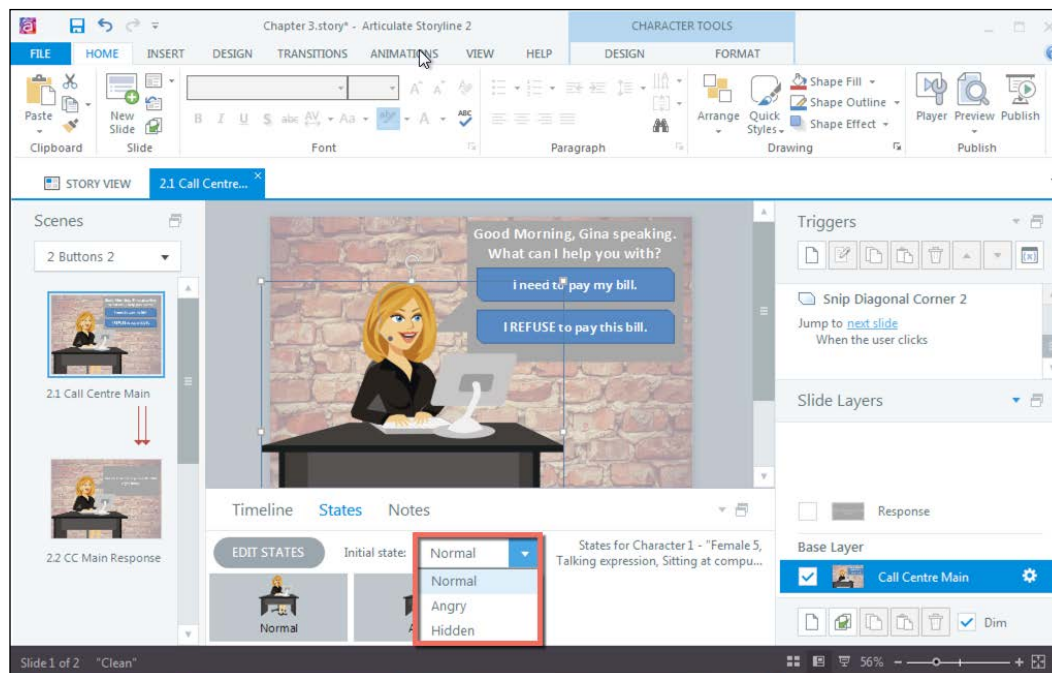 Chapter 3.story* - Articulate Storyline 2
CHARACTER TOOLS
FILE HOME INSERT DESIGN TRANSITIONS ANIMATIONS VIEW HELP DESIGN FORMAT
Paste
Clipboard
New
Slide
Slide
B I U S abc AV Aa A
ABC
Font
Paragraph
Arrange
Quick
Styles
Shape Fill
Shape Outline
Shape Effect
Drawing
Player Preview Publish
Publish
STORY VIEW
2.1 Call Centre...
Scenes
2 Buttons 2
2.1 Call Centre Main
2.2 CC Main Response
Good Morning, Gina speaking.
What can I help you with?
i need to pay my bill.
I REFUSE to pay this bill.
Timeline States Notes
EDIT STATES
Initial state:
Normal
Normal
Angry
Hidden
Normal
States for Character 1 - "Female 5,
Talking expression, Sitting at compu...
Triggers
Snip Diagonal Corner 2
Jump to next slide
When the user clicks
Slide Layers
Response
Base Layer
Call Centre Main
Dim
Slide 1 of 2 "Clean"
56%